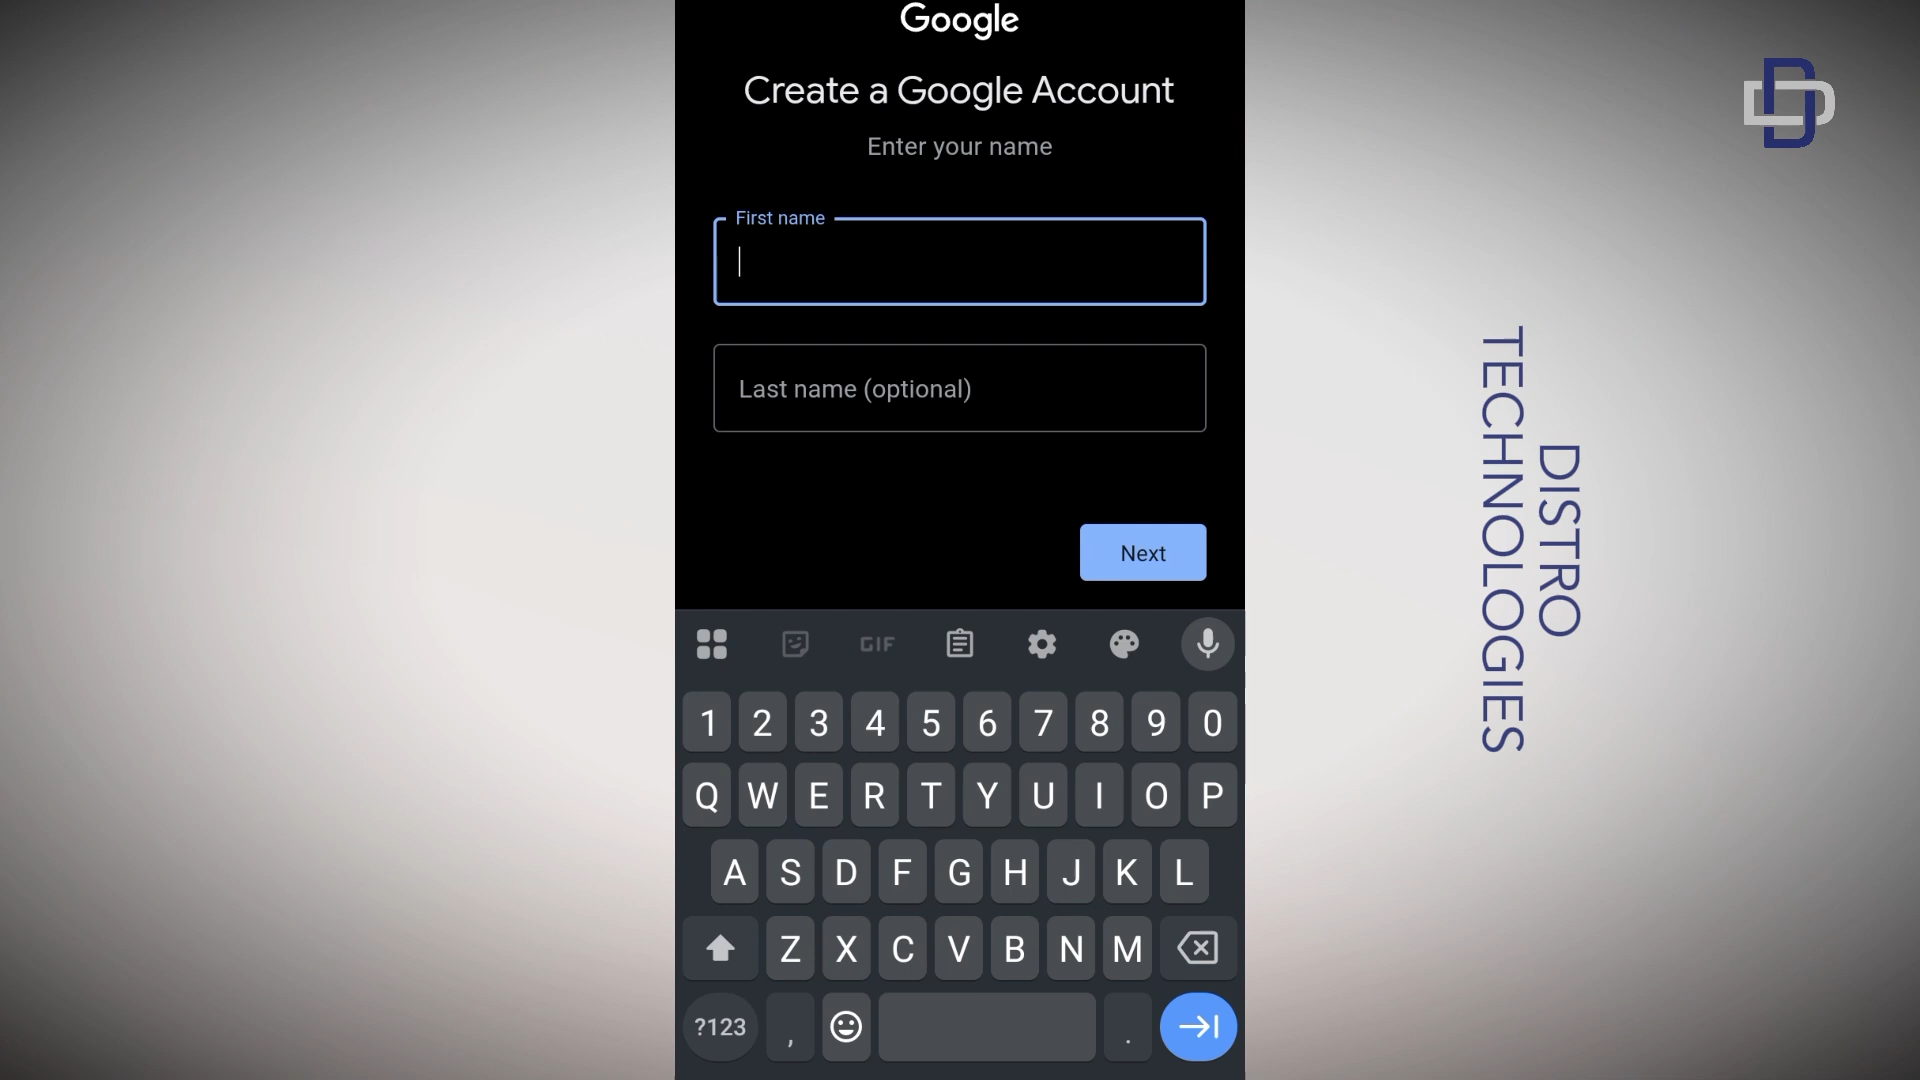 Google
Create a Google Account
Enter your name
First name
Last name (optional)
Next
GIF
1 2 3 4 5 6 7 8 9 0
Q W E R T Y U I O P
A S D F G H J K L
Z X C V B N M
?123 , .
DISTRO
TECHNOLOGIES